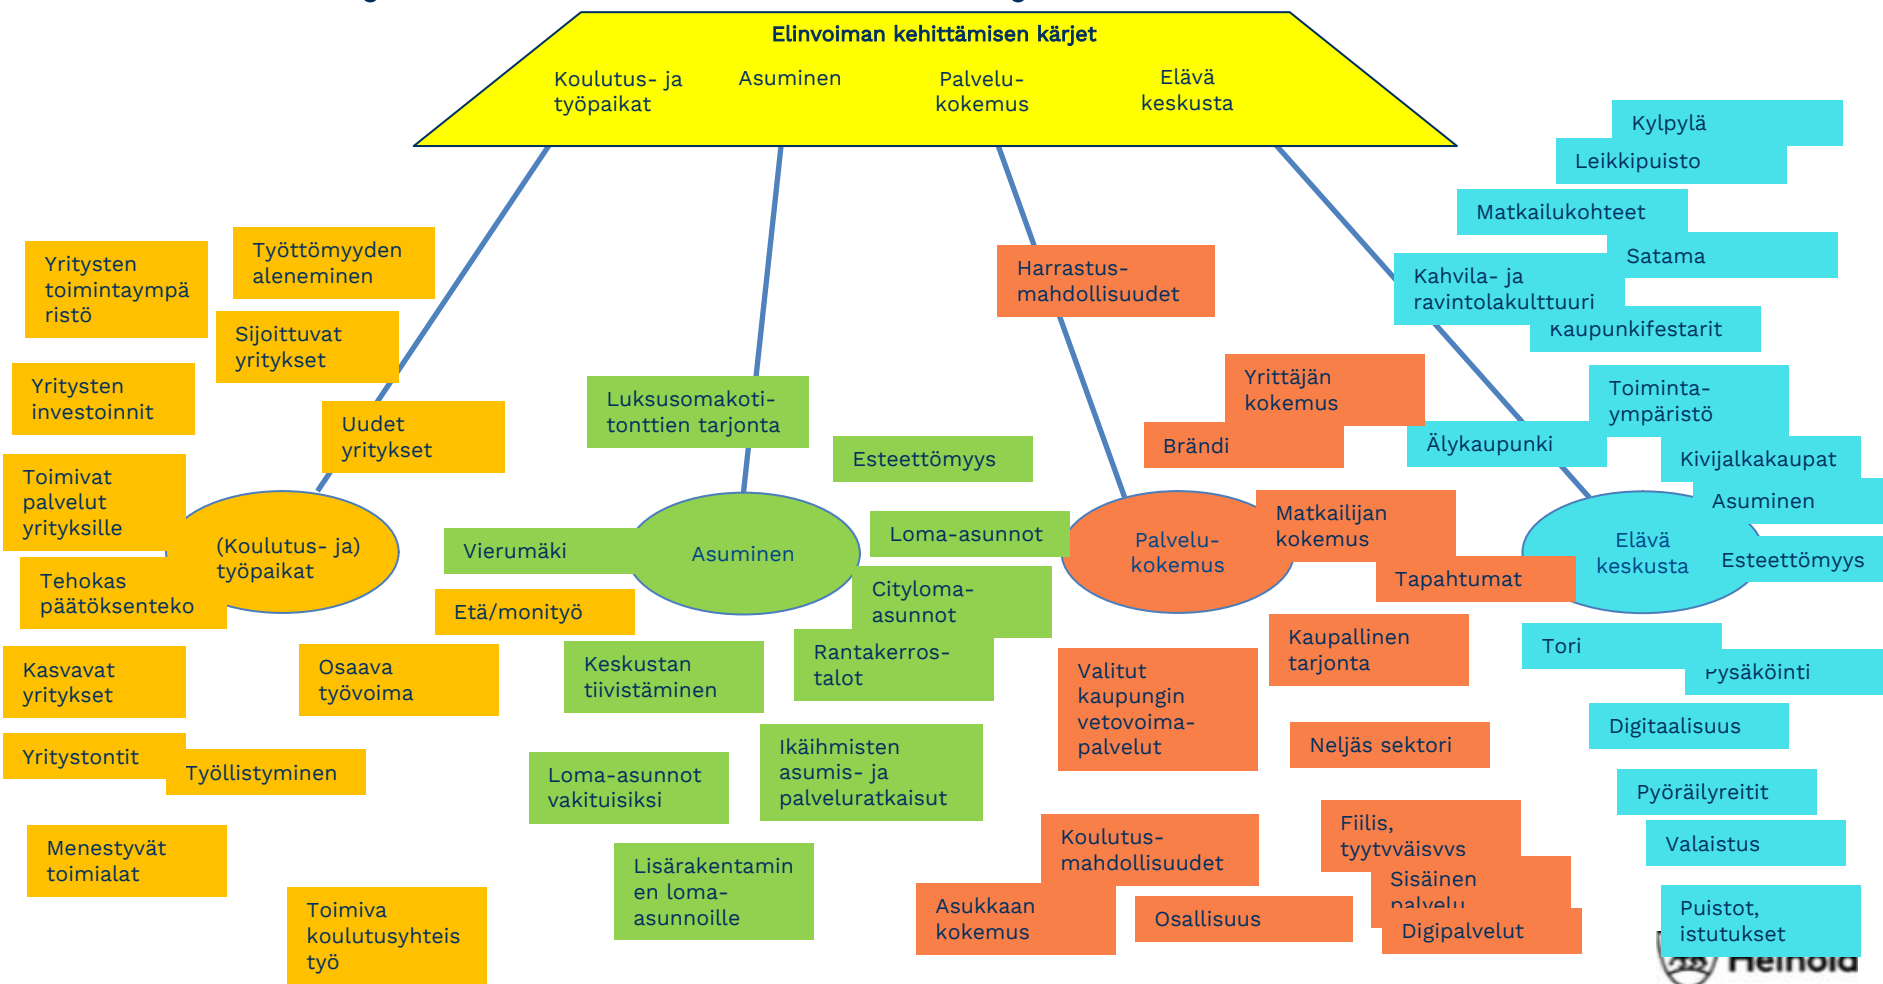 Elinvoiman kehittämisen kärjet
Koulutus- ja
työpaikat
Asuminen
Palvelu-
kokemus
Elävä
keskusta
Yritysten
toimintaympä
ristö
Työttömyyden
aleneminen
Sijoittuvat
yritykset
Yritysten
investoinnit
Uudet
yritykset
Toimivat
palvelut
yrityksille
(Koulutus- ja)
työpaikat
Tehokas
päätöksenteko
Etä/monityö
Kasvavat
yritykset
Osaava
työvoima
Yritystontit
Työllistyminen
Menestyvät
toimialat
Toimiva
koulutusyhteis
työ
Luksusomakoti-
tonttien tarjonta
Esteettömyys
Vierumäki
Asuminen
Loma-asunnot
Cityloma-
asunnot
Keskustan
tiivistäminen
Rantakerros-
talot
Loma-asunnot
vakituisiksi
Ikäihmisten
asumis- ja
palveluratkaisut
Lisärakentamin
en loma-
asunnoille
Harrastus-
mahdollisuudet
Yrittäjän
kokemus
Brändi
Matkailijan
kokemus
Palvelu-
kokemus
Tapahtumat
Kaupallinen
tarjonta
Valitut
kaupungin
vetovoima-
palvelut
Neljäs sektori
Koulutus-
mahdollisuudet
Fiilis,
tyytyväisyys
Sisäinen
palvelu
Asukkaan
kokemus
Osallisuus
Digipalvelut
Kylpylä
Leikkipuisto
Matkailukohteet
Satama
Kahvila- ja
ravintolakulttuuri
Kaupunkifestarit
Toiminta-
ympäristö
Älykaupunki
Kivijalkakaupat
Asuminen
Elävä
keskusta
Esteettömyys
Tori
Pysäköinti
Digitaalisuus
Pyöräilyreitit
Valaistus
Puistot,
istutukset
Heinola